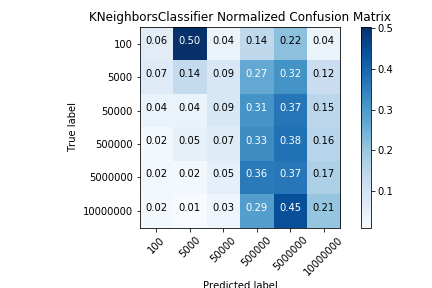 KNeighborsClassifier Normalized Confusion Matrix
True label
100 0.06 0.50 0.04 0.14 0.22 0.04
5000 0.07 0.14 0.09 0.27 0.32 0.12
50000 0.04 0.04 0.09 0.31 0.37 0.15
500000 0.02 0.05 0.07 0.33 0.38 0.16
5000000 0.02 0.02 0.05 0.36 0.37 0.17
10000000 0.02 0.01 0.03 0.29 0.45 0.21
100 5000 50000 500000 5000000 10000000
Predicted label
0.5
0.4
0.3
0.2
0.1